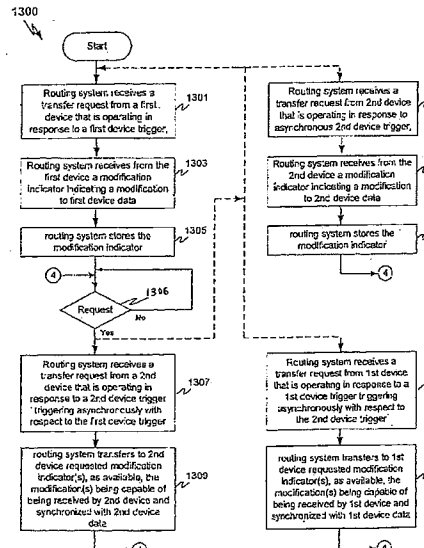 1300
Start
Routing system receives a
transfer request from a first
device that is operating in
response to a first device trigger,
1301
Routing system receives from
the first device a modification
indicator indicating a modification
to first device data
1303
routing system stores the
modification indicator
1305
4
Request
1306
No
Yes
Routing system receives a
transfer request from a 2nd
device that is operating in
response to a 2nd device trigger
triggering asynchronously with
respect to the first device trigger
1307
routing system transfers to
2nd device requested modification
indicator(s), as available, the
modification(s) being capable of
being received by 2nd device and
synchronized with 2nd device
data
1309
Routing system receives a
transfer request from 2nd device
that is operating in response to
asynchronous 2nd device trigger,
Routing system receives from the
2nd device a modification
indicator indicating a modification
to 2nd device data
routing system stores the
modification indicator
4
Routing system receives a
transfer request from 1st device
that is operating in response to a
1st device trigger triggering
asynchronously with respect to
the 2nd device trigger
routing system transfers to 1st
device requested modification
indicator(s), as available, the
modification(s) being capable of
being received by 1st device and
synchronized with 1st device data
4